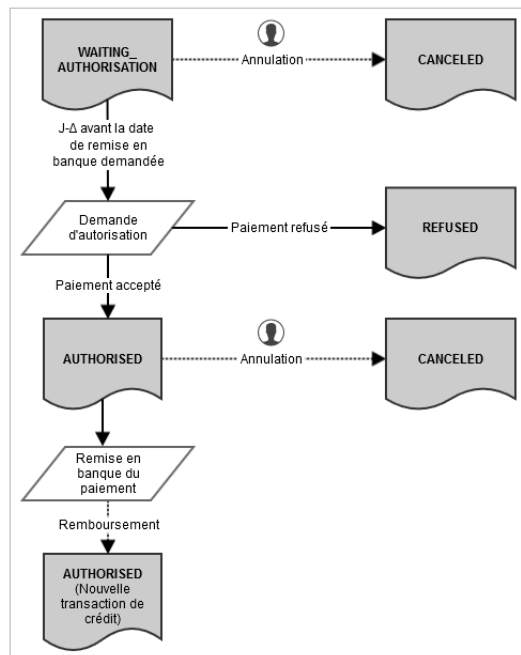 WAITING_
AUTHORISATION
Annulation
CANCELED
J-Δ avant la date
de remise en
banque demandée
Demande
d'autorisation
Paiement refusé
REFUSED
Paiement accepté
AUTHORISED
Annulation
CANCELED
Remise en
banque du
paiement
Remboursement
AUTHORISED
(Nouvelle
transaction de
crédit)